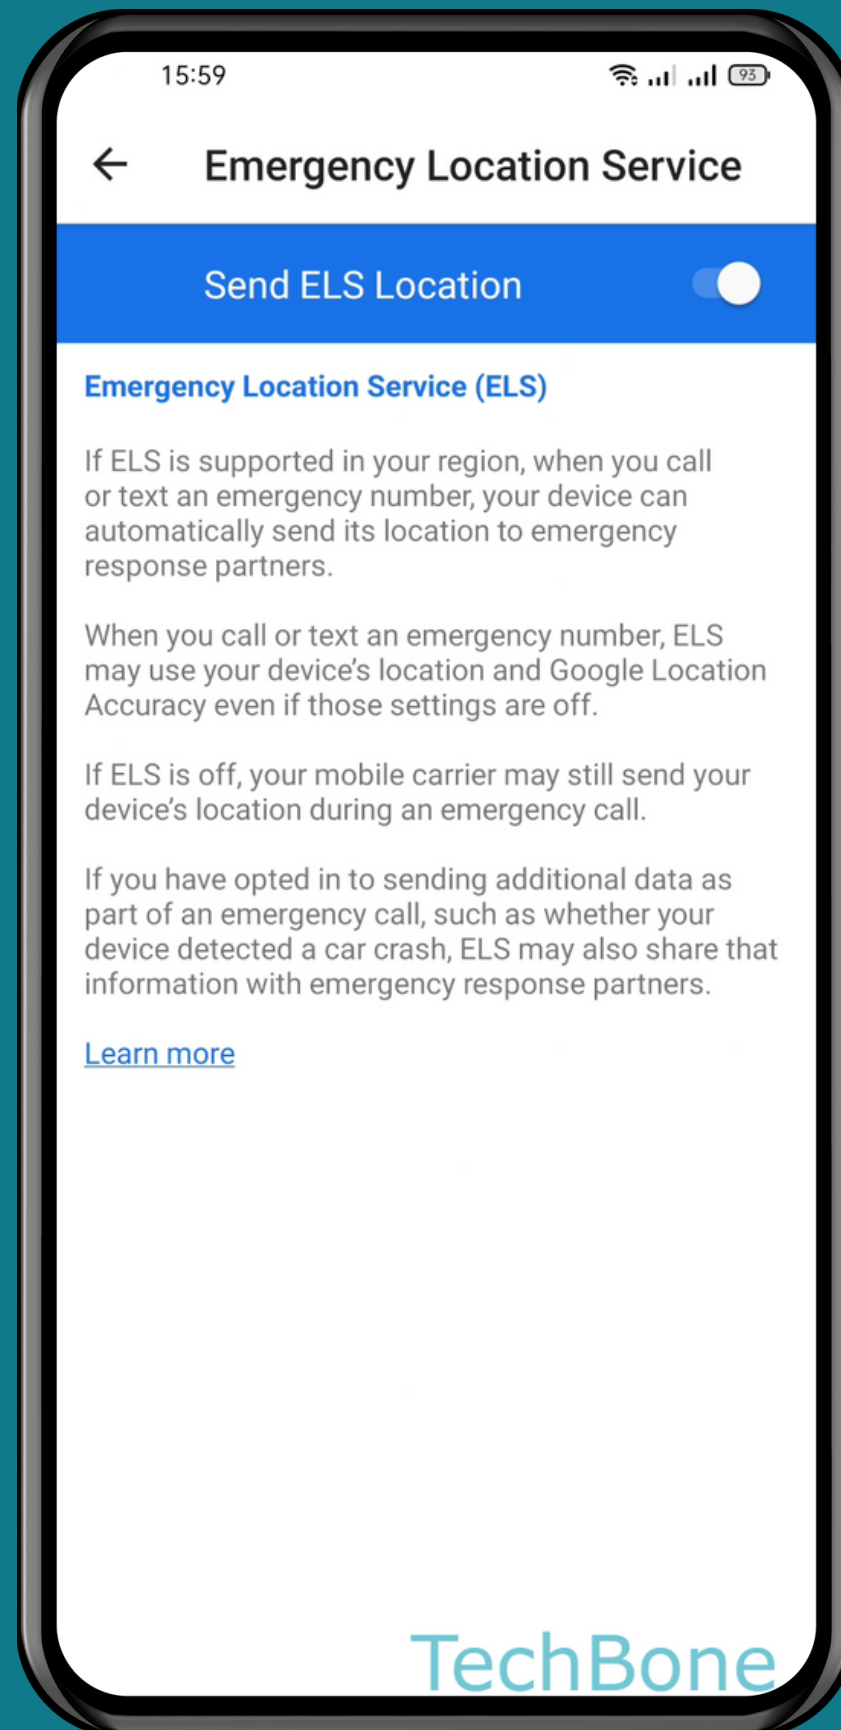 15:59
93
Emergency Location Service
Send ELS Location
Emergency Location Service (ELS)
If ELS is supported in your region, when you call
or text an emergency number, your device can
automatically send its location to emergency
response partners.
When you call or text an emergency number, ELS
may use your device’s location and Google Location
Accuracy even if those settings are off.
If ELS is off, your mobile carrier may still send your
device’s location during an emergency call.
If you have opted in to sending additional data as
part of an emergency call, such as whether your
device detected a car crash, ELS may also share that
information with emergency response partners.
Learn more
TechBone